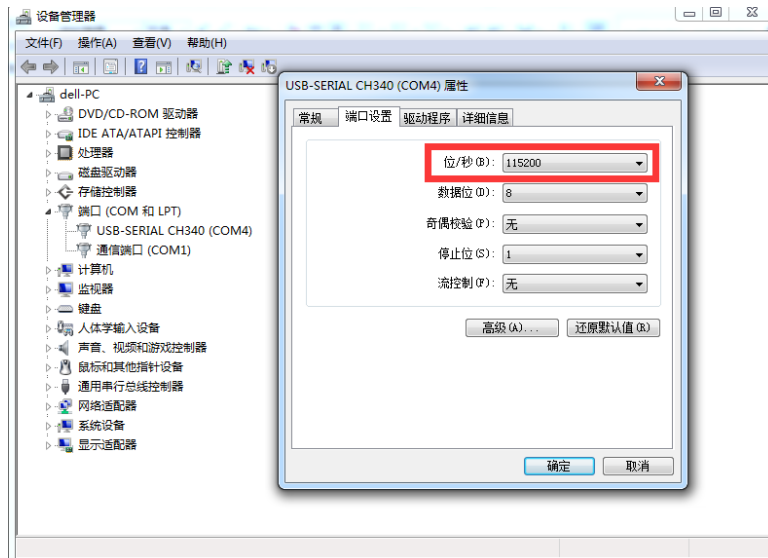 设备管理器
文件(F) 操作(A) 查看(V) 帮助(H)
dell-PC
DVD/CD-ROM 驱动器
IDE ATA/ATAPI 控制器
处理器
磁盘驱动器
存储控制器
端口 (COM 和 LPT)
USB-SERIAL CH340 (COM4)
通信端口 (COM1)
计算机
监视器
键盘
人体学输入设备
声音、视频和游戏控制器
鼠标和其他指针设备
通用串行总线控制器
网络适配器
系统设备
显示适配器
USB-SERIAL CH340 (COM4) 属性
常规 端口设置 驱动程序 详细信息
位/秒(B): 115200
数据位(D): 8
奇偶校验(P): 无
停止位(S): 1
流控制(F): 无
高级(A)... 还原默认值(R)
确定 取消